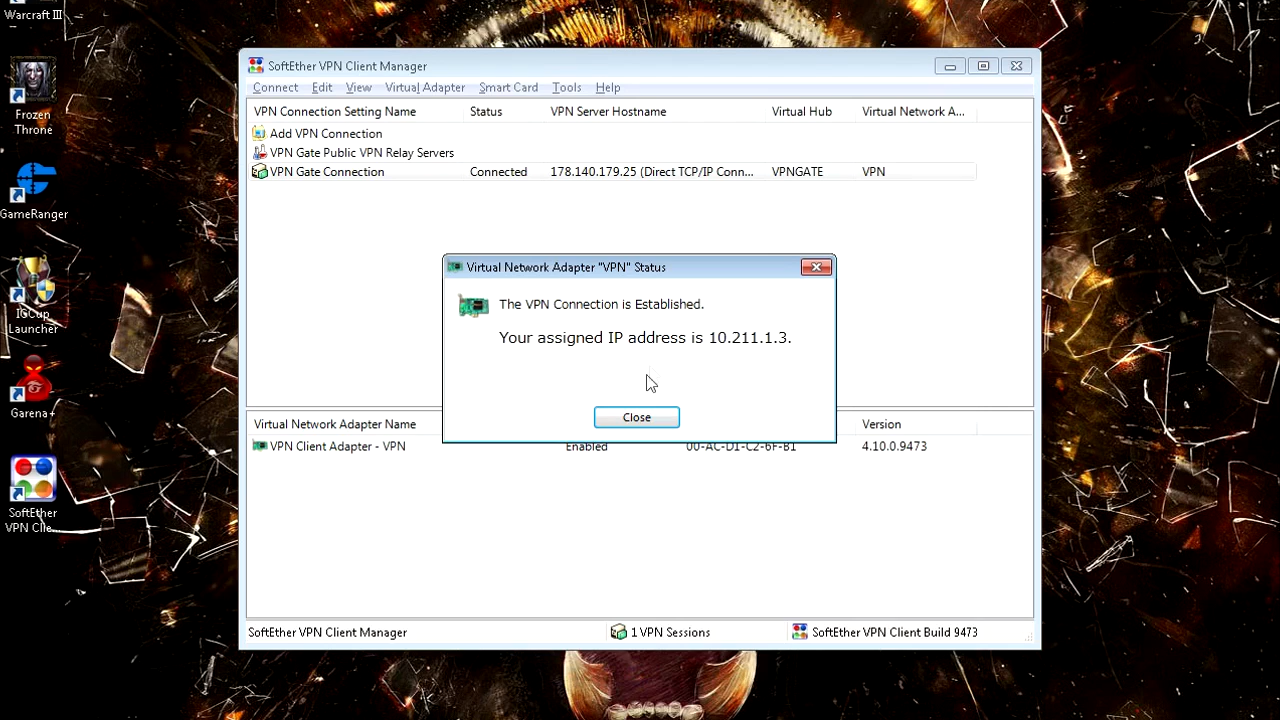 Warcraft III
Frozen
Throne
GameRanger
IGCup
Launcher
Garena+
SoftEther
VPN Clie...
SoftEther VPN Client Manager
Connect Edit View Virtual Adapter Smart Card Tools Help
VPN Connection Setting Name Status VPN Server Hostname Virtual Hub Virtual Network A...
Add VPN Connection
VPN Gate Public VPN Relay Servers
VPN Gate Connection Connected 178.140.179.25 (Direct TCP/IP Conn... VPNGATE VPN
Virtual Network Adapter "VPN" Status
The VPN Connection is Established.
Your assigned IP address is 10.211.1.3.
Close
Virtual Network Adapter Name Version
VPN Client Adapter - VPN Enabled 00-AC-D1-C2-6F-B1 4.10.0.9473
SoftEther VPN Client Manager 1 VPN Sessions SoftEther VPN Client Build 9473